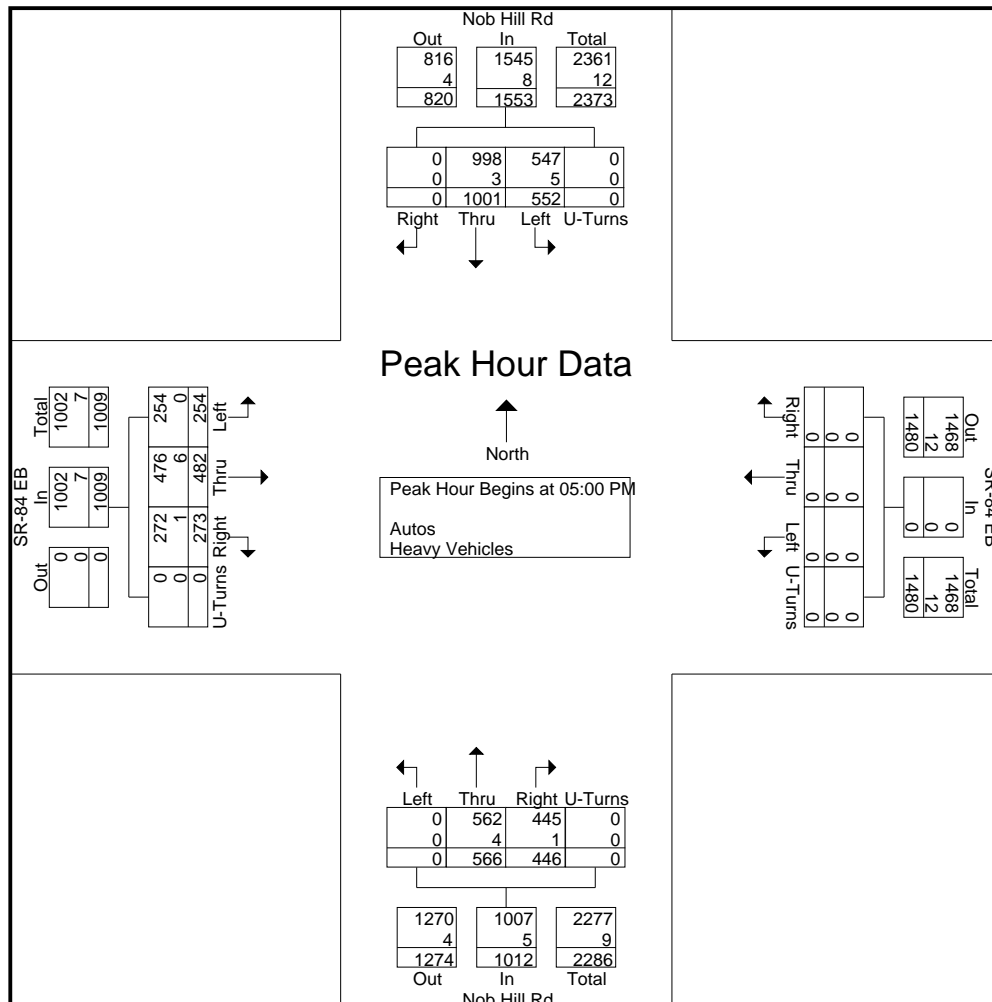 Nob Hill Rd
Out In Total
816 1545 2361
4 8 12
820 1553 2373
0 998 547 0
0 3 5 0
0 1001 552 0
Right Thru Left U-Turns
Peak Hour Data
North
Peak Hour Begins at 05:00 PM
Autos
Heavy Vehicles
SR-84 EB
Total In Out
1002 1002 0
7 7 0
1009 1009 0
254 476 272 0
0 6 1 0
254 482 273 0
Left Thru Right U-Turns
SR-84 EB
Out In Total
1468 0 1468
12 0 12
1480 0 1480
0 0 0 0
0 0 0 0
0 0 0 0
Right Thru Left U-Turns
Left Thru Right U-Turns
0 562 445 0
0 4 1 0
0 566 446 0
1270 1007 2277
4 5 9
1274 1012 2286
Out In Total
Nob Hill Rd